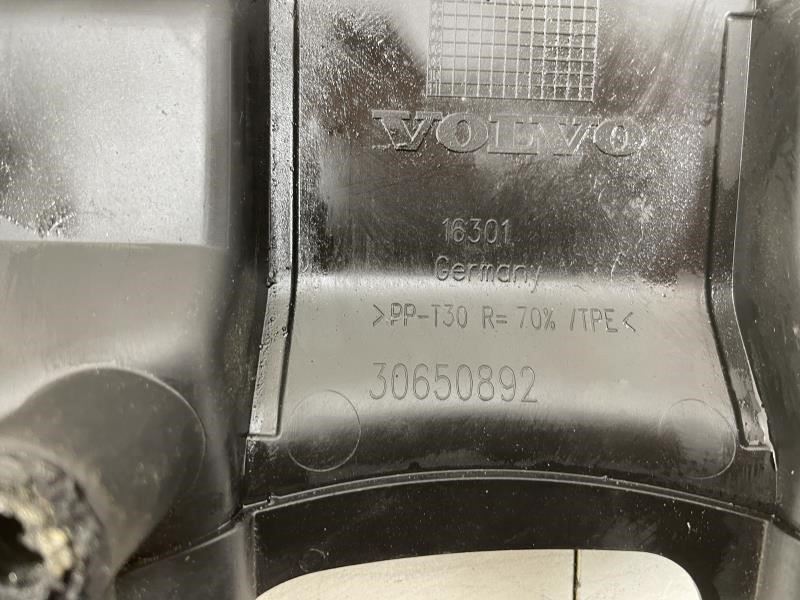 VOLVO
16301
Germany
>PP-T30 R= 70% /TPE<
30650892